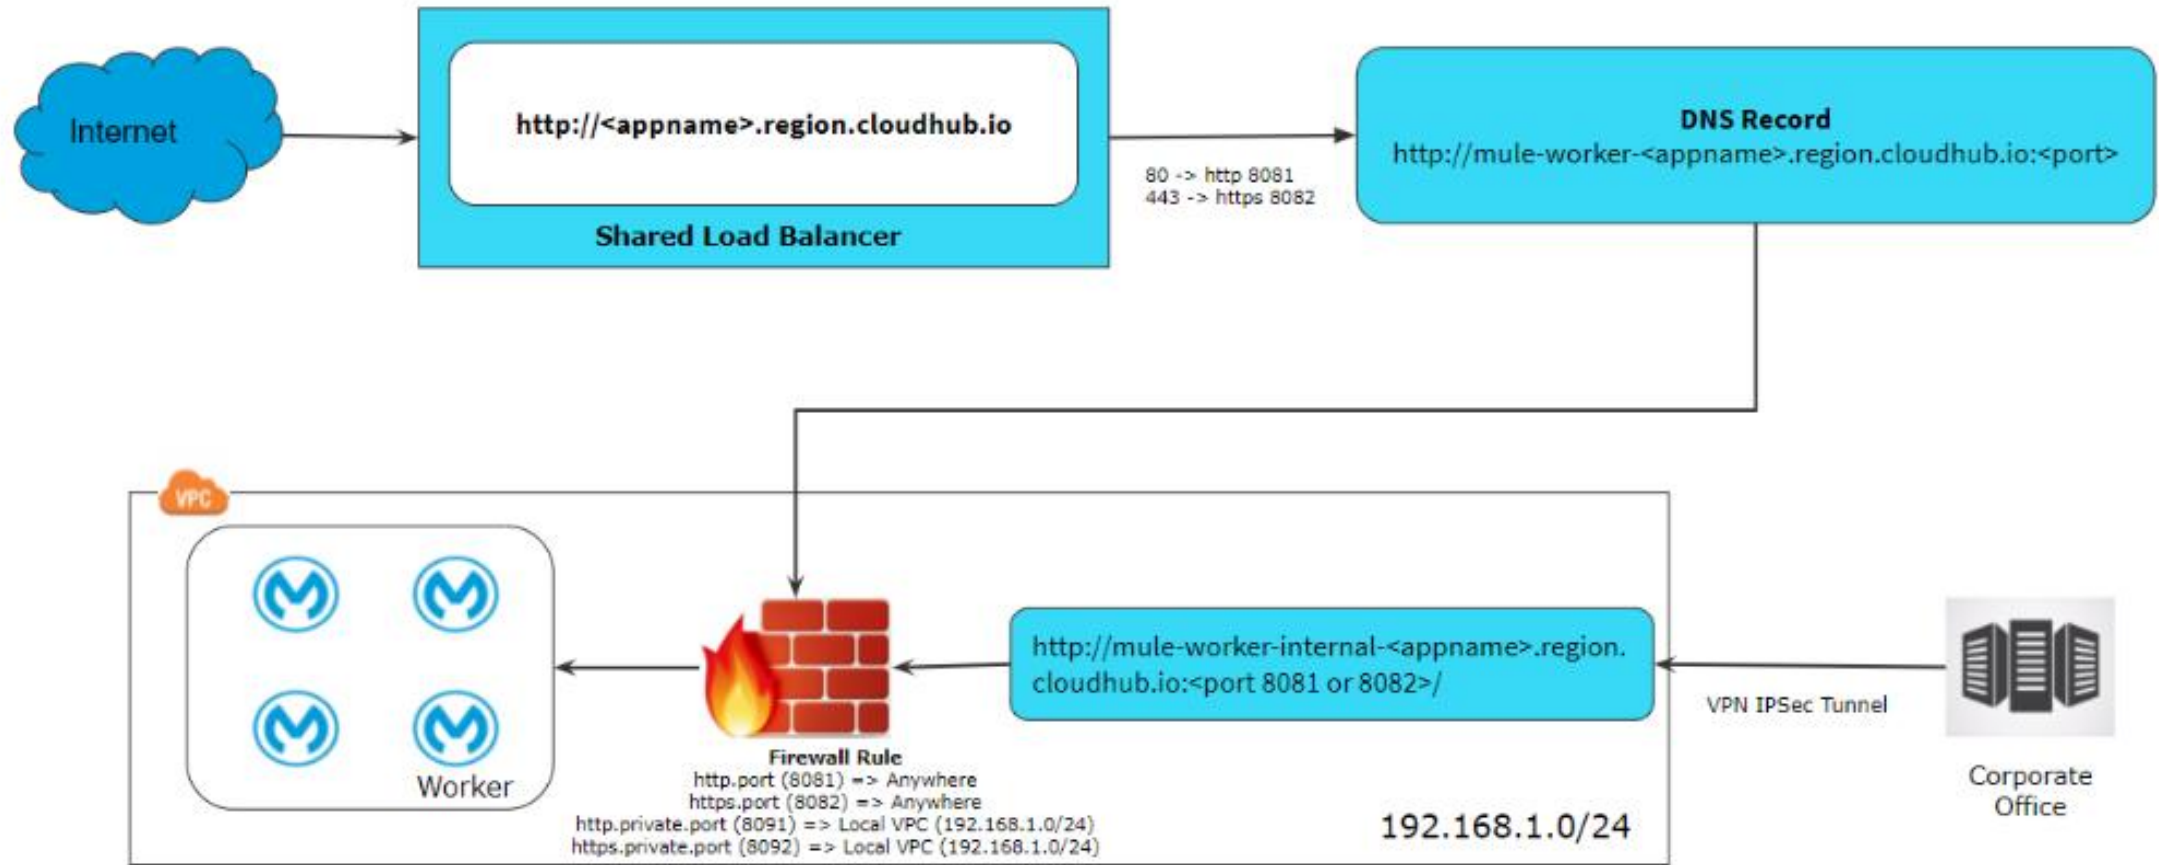 Internet
http://<appname>.region.cloudhub.io
Shared Load Balancer
80 -> http 8081
443 -> https 8082
DNS Record
http://mule-worker-<appname>.region.cloudhub.io:<port>
VPC
Worker
Firewall Rule
http.port (8081) => Anywhere
https.port (8082) => Anywhere
http.private.port (8091) => Local VPC (192.168.1.0/24)
https.private.port (8092) => Local VPC (192.168.1.0/24)
http://mule-worker-internal-<appname>.region.
cloudhub.io:<port 8081 or 8082>/
192.168.1.0/24
VPN IPSec Tunnel
Corporate
Office